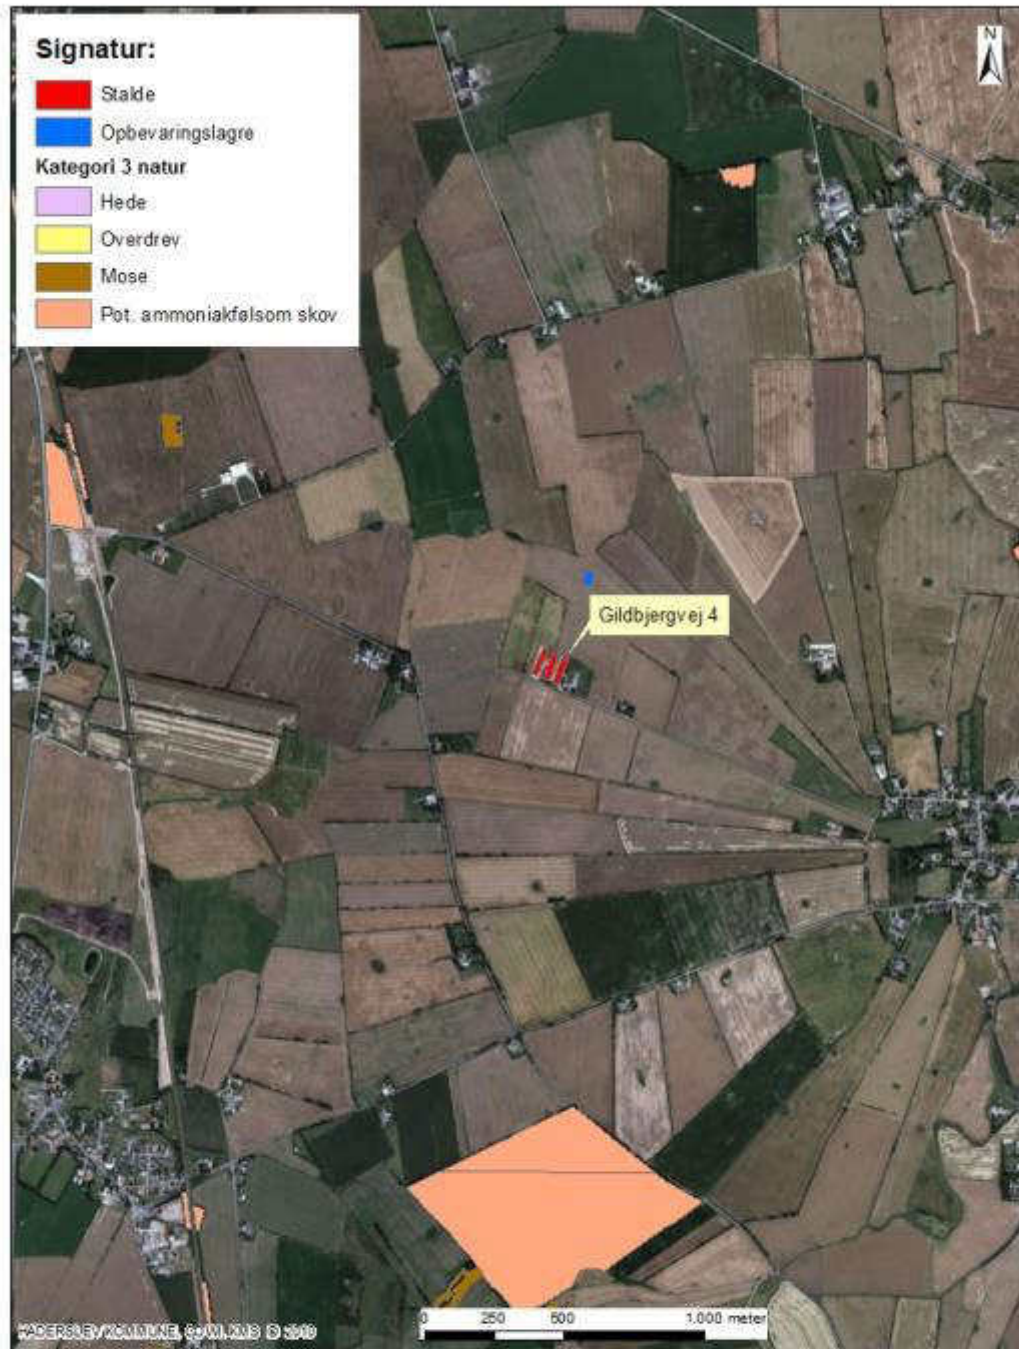 Signatur:
Stalde
Opbevaringslagre
Kategori 3 natur
Hede
Overdrev
Mose
Pot. ammoniakfølsom skov
N
Gildbjergvej 4
0 250 500 1.000 meter
HADERSLEV KOMMUNE, COWI, KMS ©